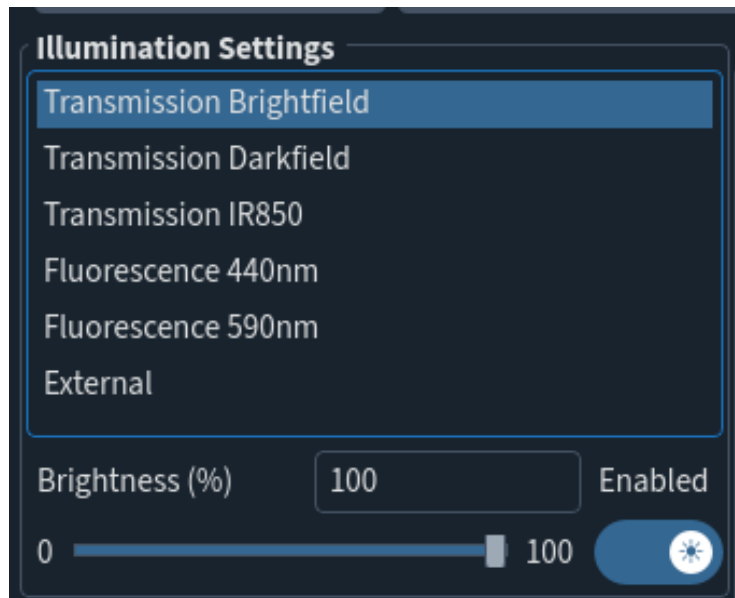 Illumination Settings
Transmission Brightfield
Transmission Darkfield
Transmission IR850
Fluorescence 440nm
Fluorescence 590nm
External
Brightness (%) 100 Enabled
0 100